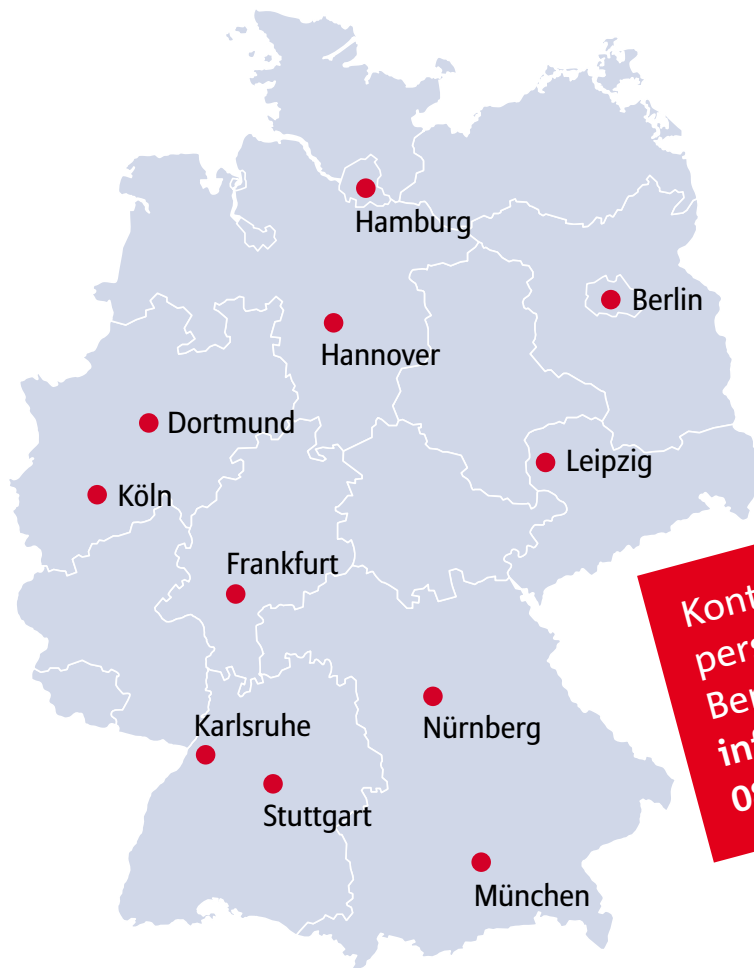 Hamburg
Berlin
Hannover
Dortmund
Leipzig
Köln
Frankfurt
Nürnberg
Karlsruhe
Stuttgart
München